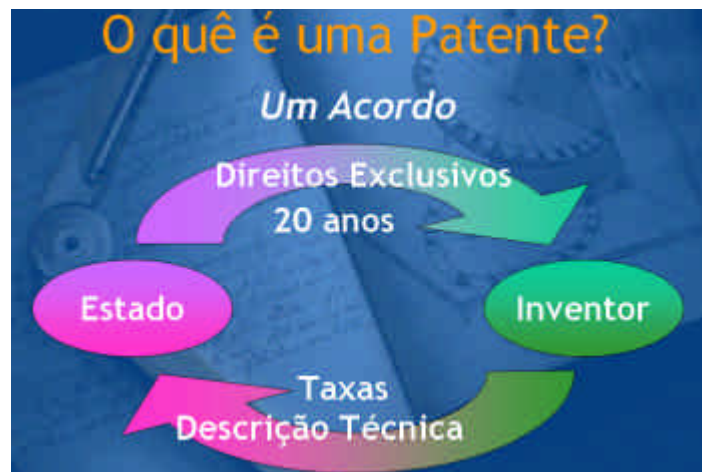 O quê é uma Patente?
Um Acordo
Direitos Exclusivos
20 anos
Estado
Inventor
Taxas
Descrição Técnica